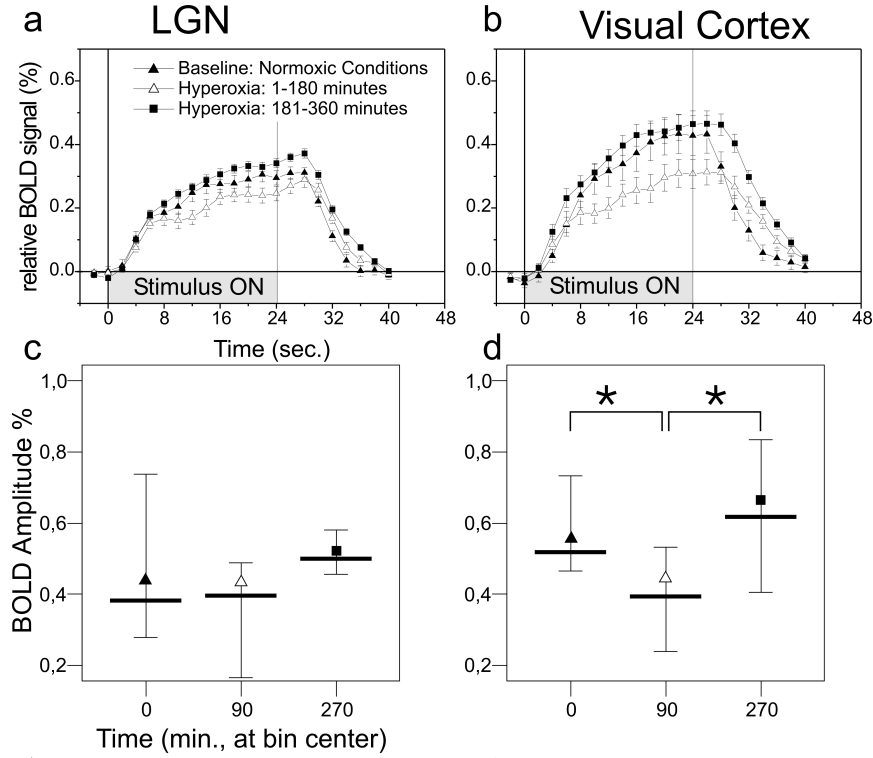 a LGN
b Visual Cortex
relative BOLD signal (%)
0.6
0.4
0.2
0.0
Baseline: Normoxic Conditions
Hyperoxia: 1-180 minutes
Hyperoxia: 181-360 minutes
Stimulus ON
0 8 16 24 32 40 48
Time (sec.)
0.6
0.4
0.2
0.0
Stimulus ON
0 8 16 24 32 40 48
c
BOLD Amplitude %
1,0
0,8
0,6
0,4
0,2
0 90 270
Time (min., at bin center)
d
1,0
0,8
0,6
0,4
0,2
* *
0 90 270